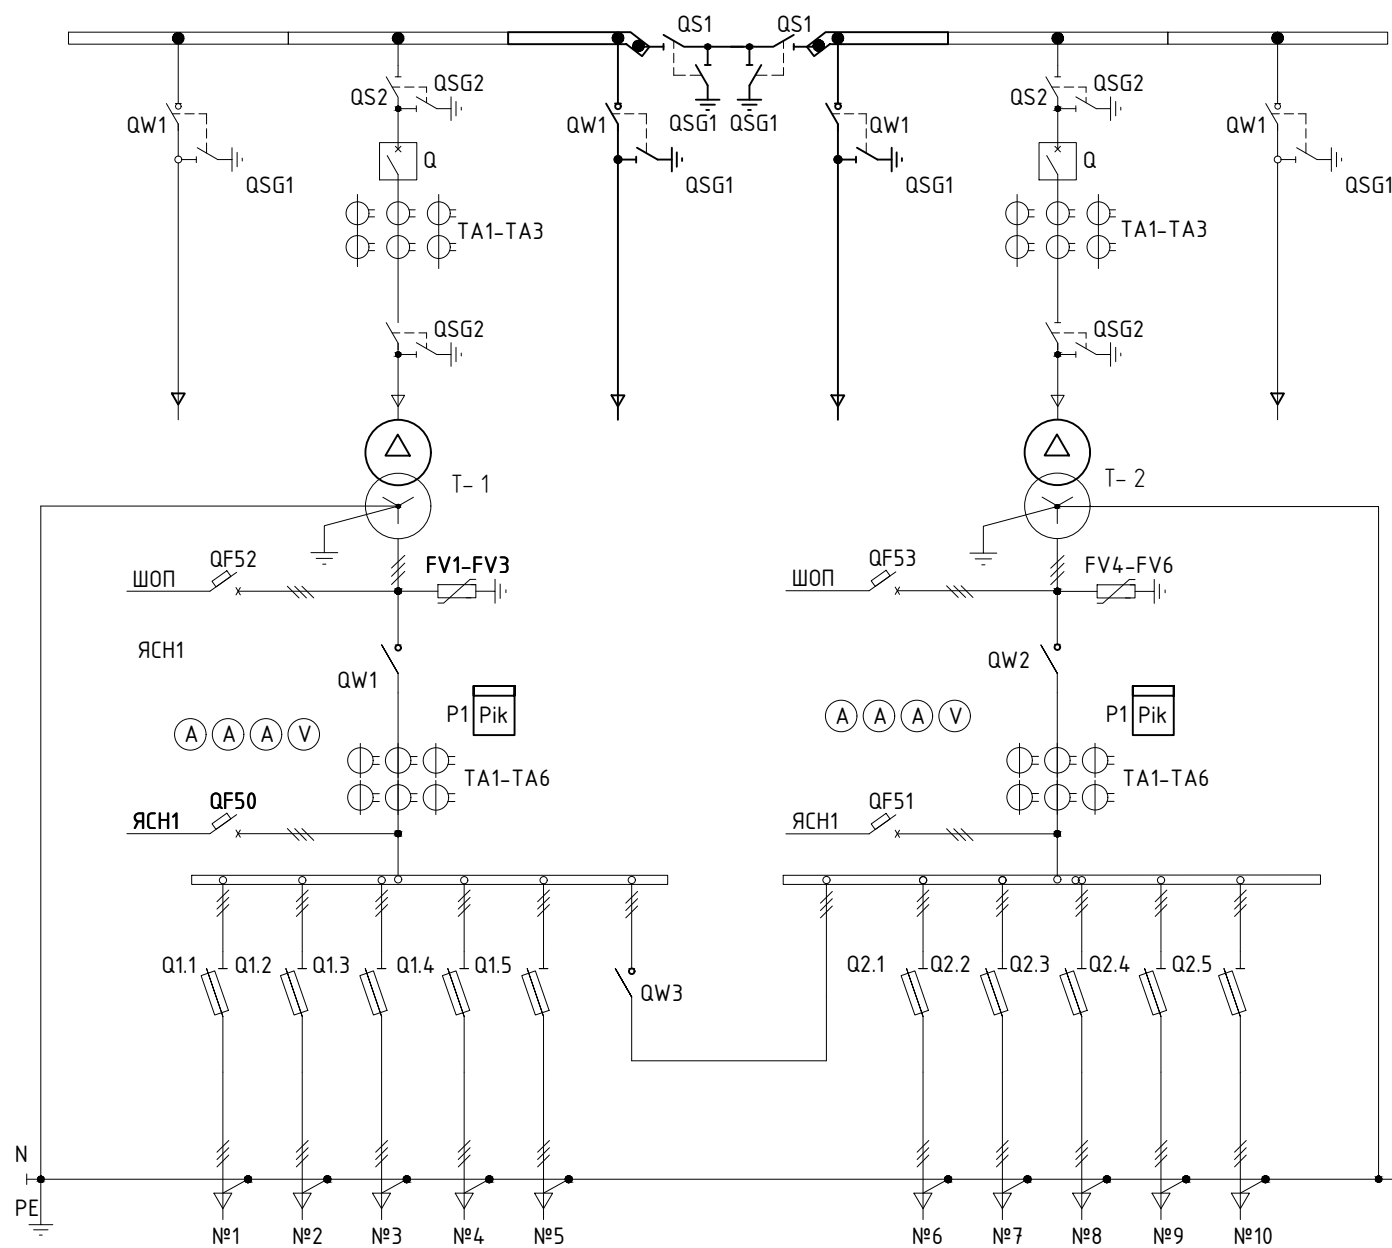 QS1 QS1
QS2 QSG2 QS2 QSG2
QW1 QW1 QSG1 QSG1 QW1 QW1
Q Q
QSG1 QSG1 QSG1 QSG1
TA1-TA3 TA1-TA3
QSG2 QSG2
T- 1 T- 2
QF52 FV1-FV3 QF53 FV4-FV6
ШОП ШОП
ЯСН1 QW2
QW1
P1 Pik P1 Pik
A A A V A A A V
TA1-TA6 TA1-TA6
QF50 QF51
ЯСН1 ЯСН1
Q1.1 Q1.2 Q1.3 Q1.4 Q1.5 Q2.1 Q2.2 Q2.3 Q2.4 Q2.5
QW3
N
PE
№1 №2 №3 №4 №5 №6 №7 №8 №9 №10